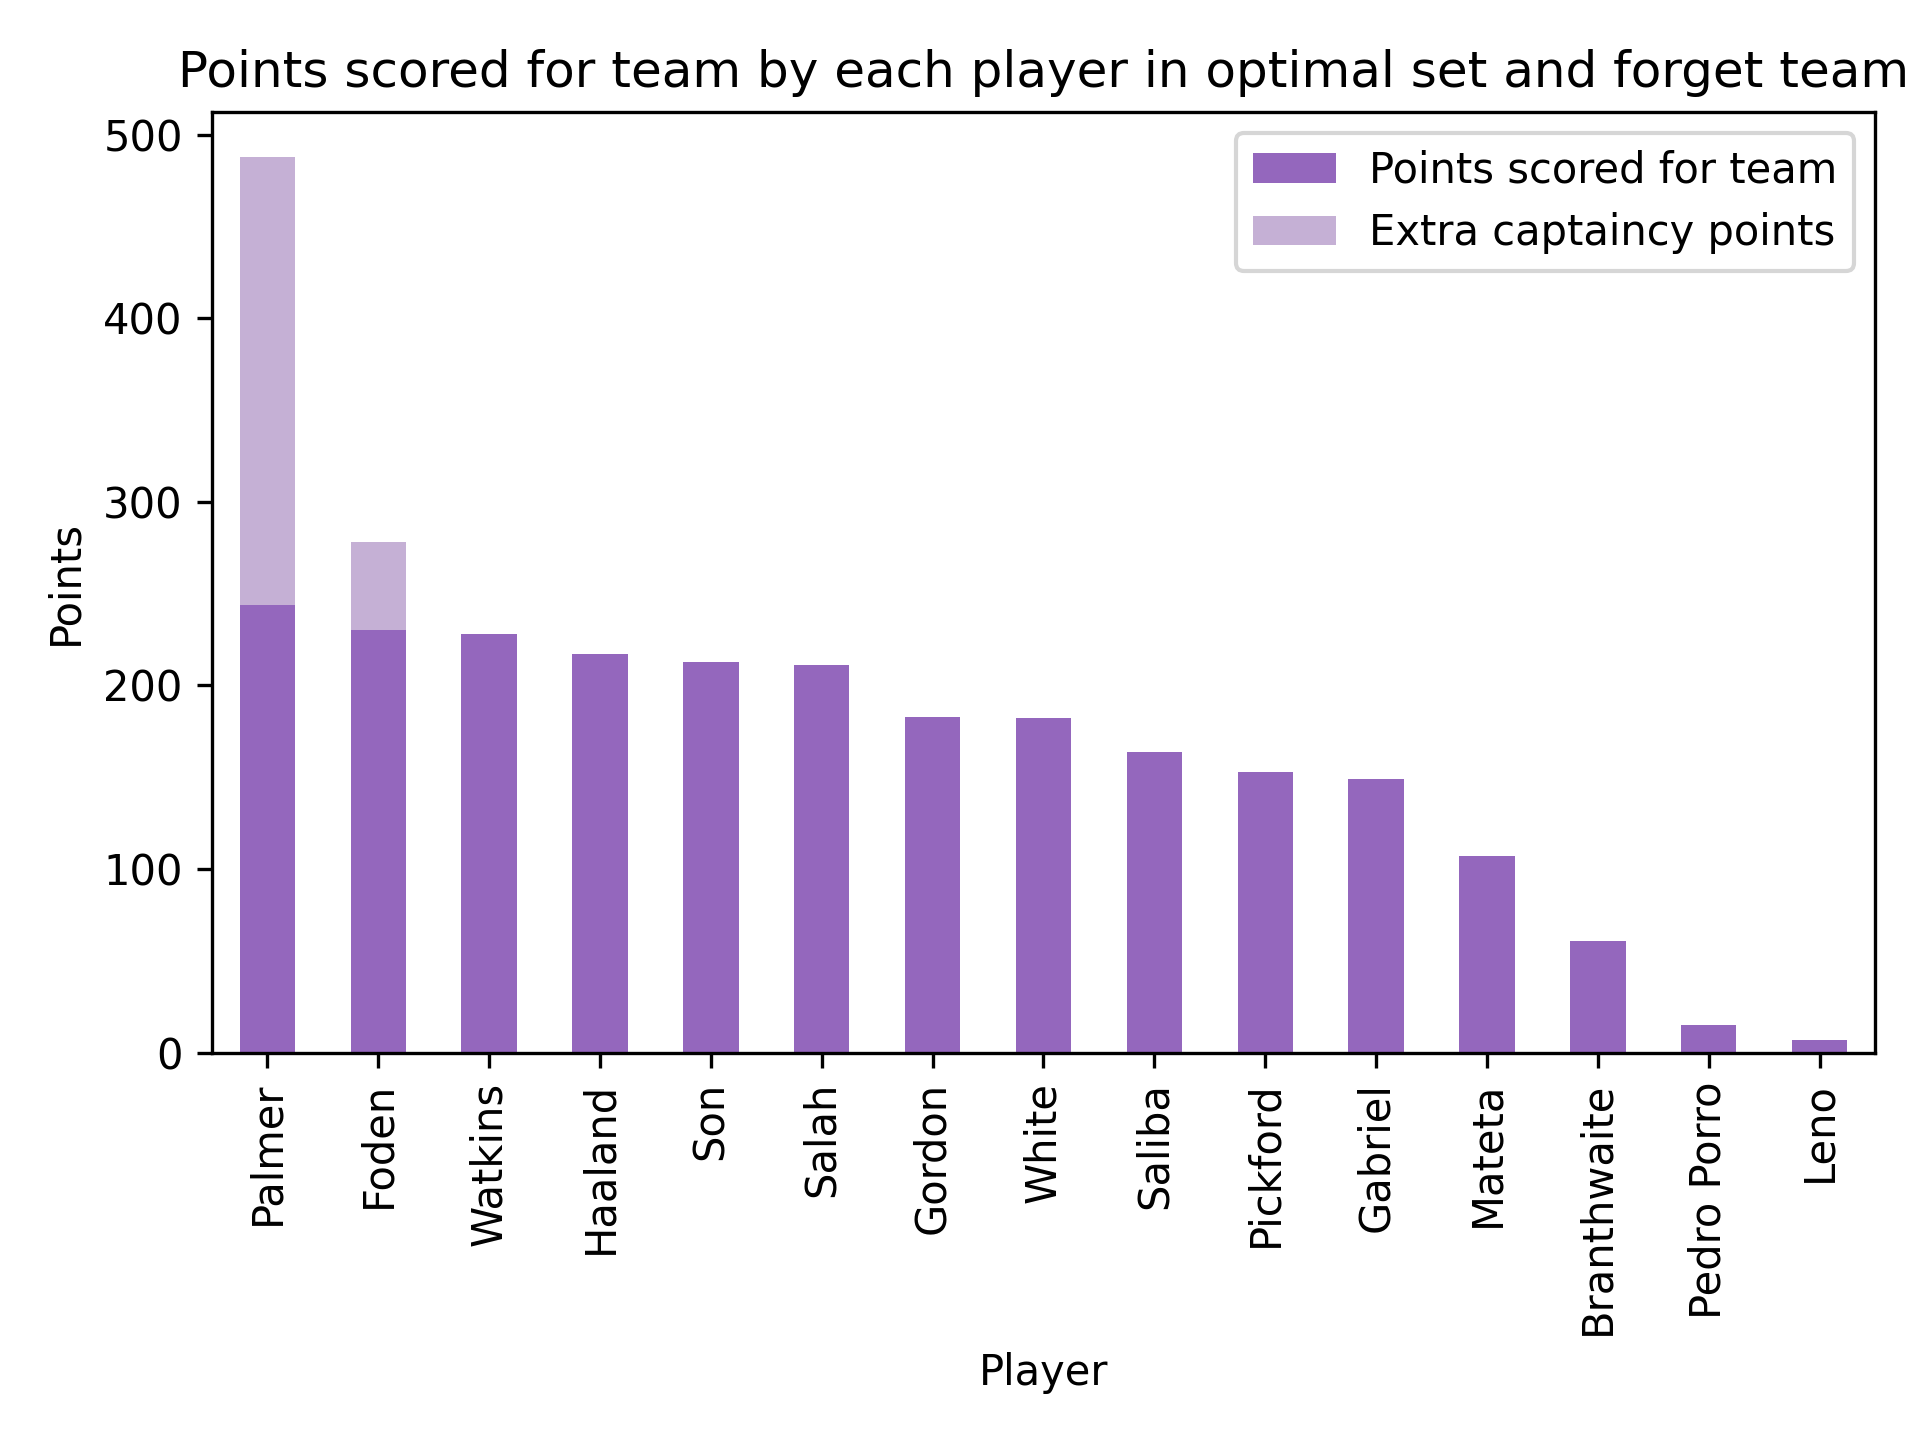 Points scored for team by each player in optimal set and forget team
Points scored for team
Extra captaincy points
500
400
300
200
100
0
Points
Palmer
Foden
Watkins
Haaland
Son
Salah
Gordon
White
Saliba
Pickford
Gabriel
Mateta
Branthwaite
Pedro Porro
Leno
Player